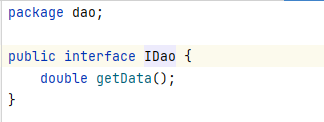 package dao;
public interface IDao {
    double getData();
}